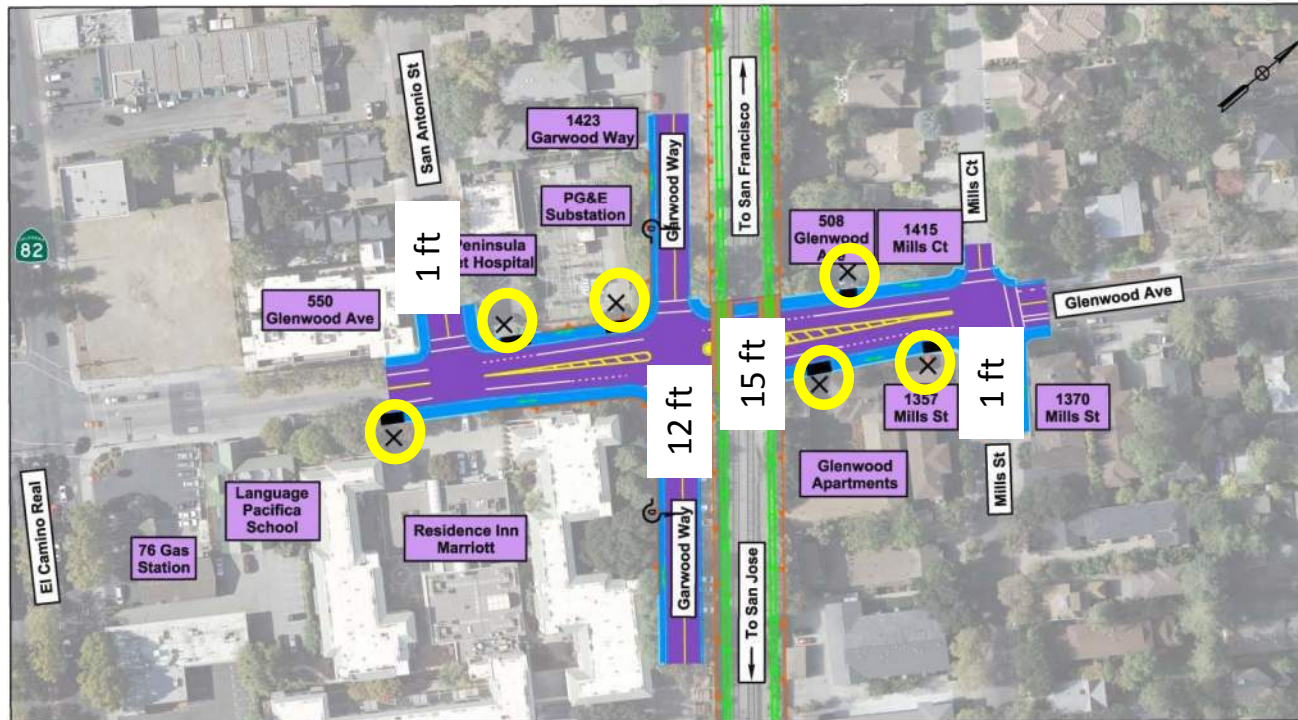 San Antonio St
1423
Garwood Way
Garwood Way
To San Francisco
PG&E
Substation
508
Glenwood
Ave
1415
Mills Ct
Mills Ct
82
1 ft
Peninsula
et Hospital
550
Glenwood Ave
Glenwood Ave
12 ft
15 ft
1357
Mills St
1 ft
1370
Mills St
Mills St
Glenwood
Apartments
El Camino Real
76 Gas
Station
Language
Pacifica
School
Residence Inn
Marriott
Garwood Way
To San Jose